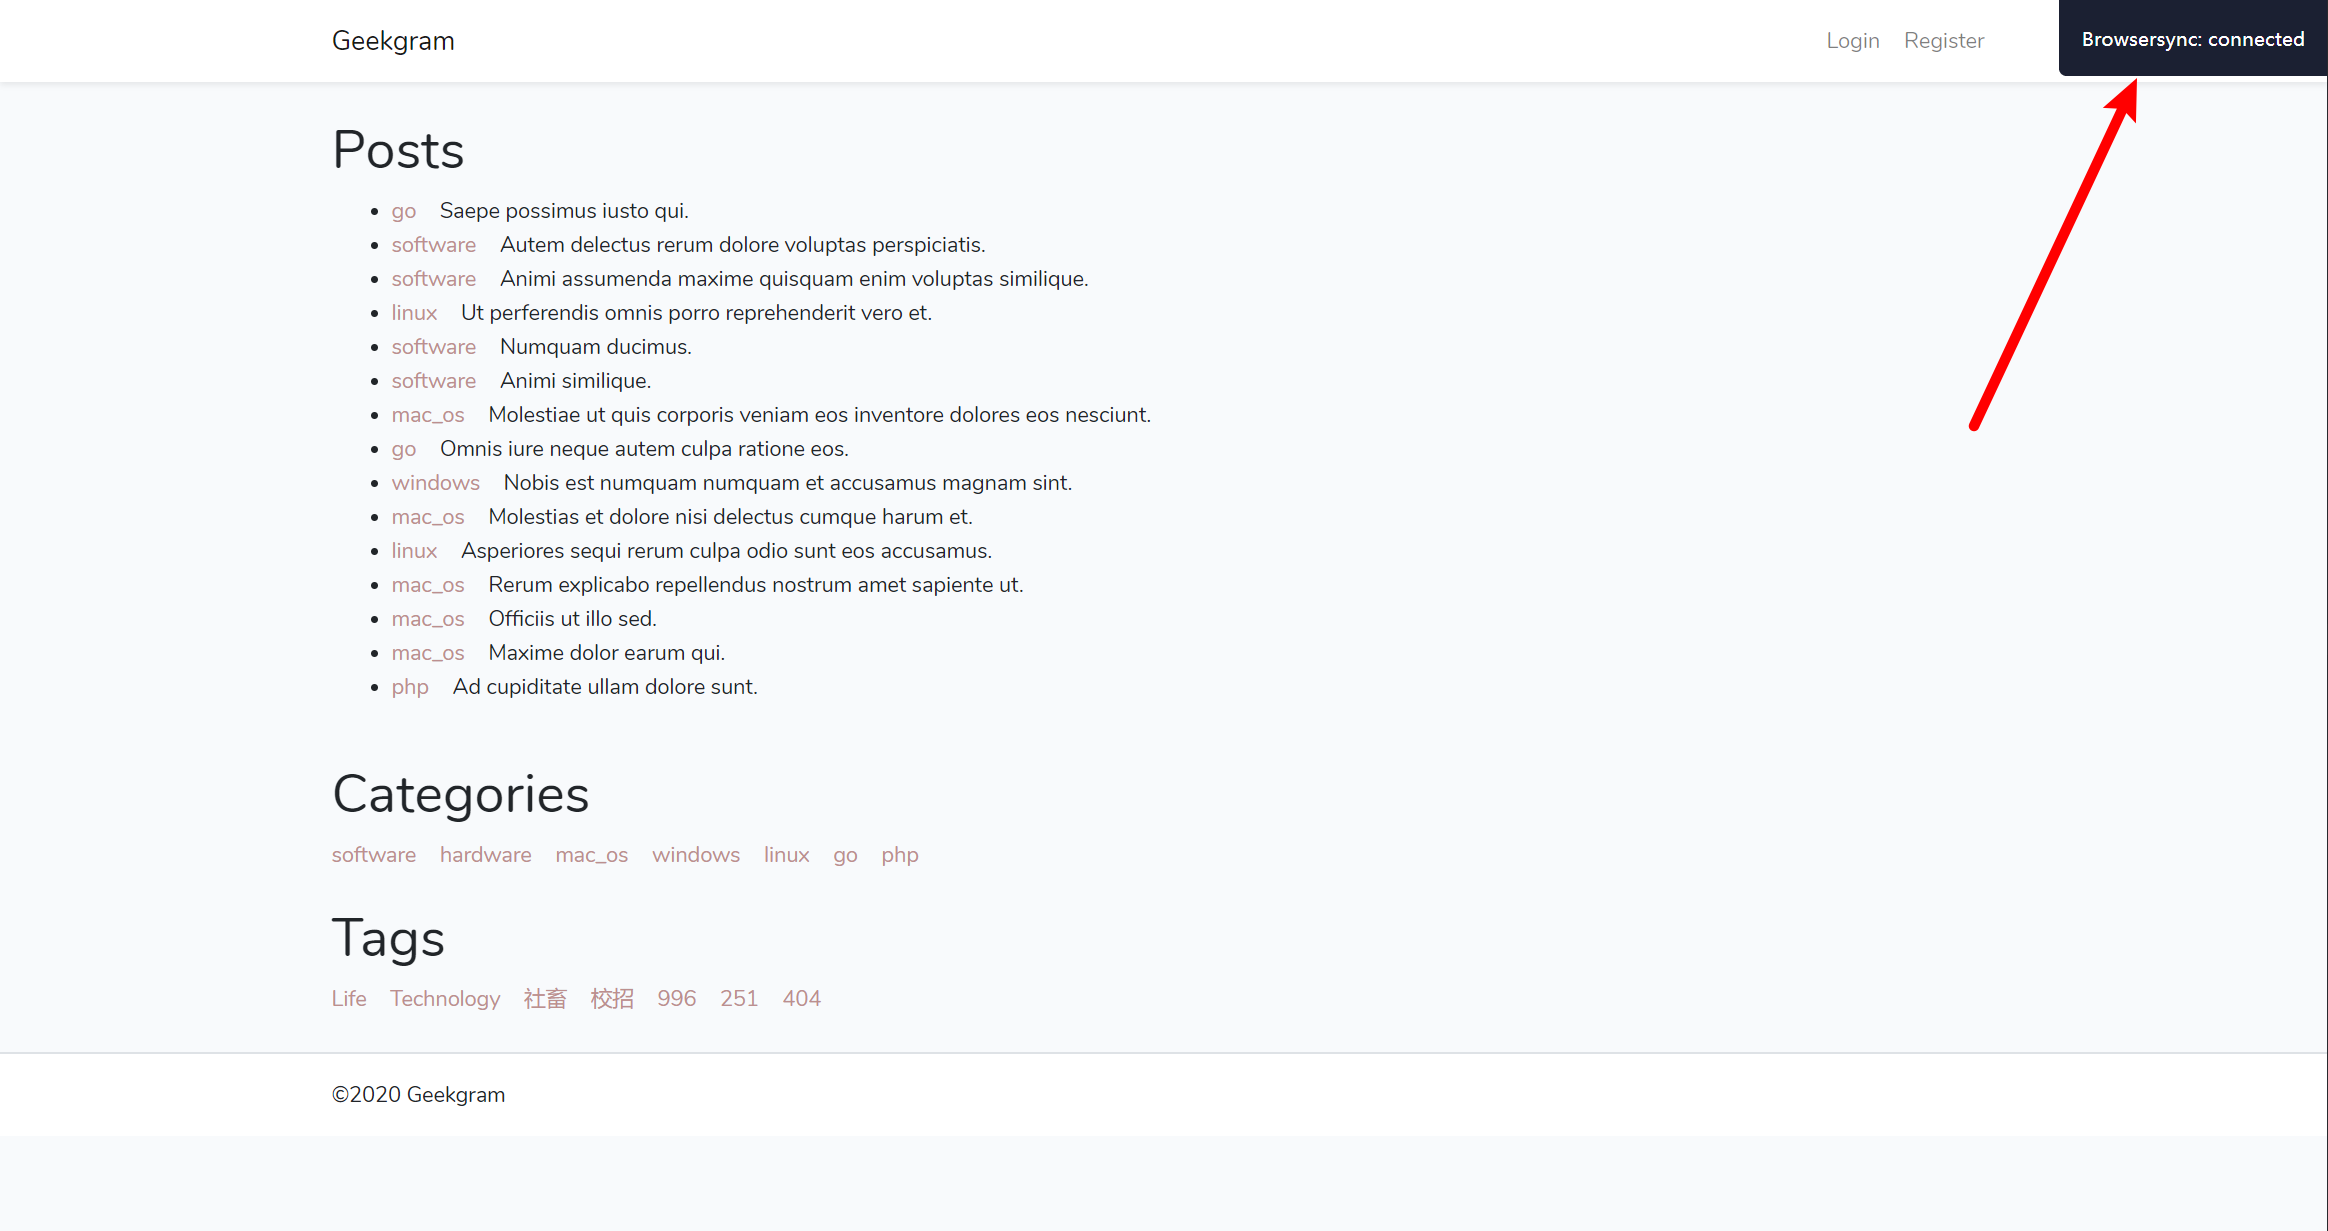 Geekgram Login Register Browsersync: connected
Posts
go Saepe possimus iusto qui.
software Autem delectus rerum dolore voluptas perspiciatis.
software Animi assumenda maxime quisquam enim voluptas similique.
linux Ut perferendis omnis porro reprehenderit vero et.
software Numquam ducimus.
software Animi similique.
mac_os Molestiae ut quis corporis veniam eos inventore dolores eos nesciunt.
go Omnis iure neque autem culpa ratione eos.
windows Nobis est numquam numquam et accusamus magnam sint.
mac_os Molestias et dolore nisi delectus cumque harum et.
linux Asperiores sequi rerum culpa odio sunt eos accusamus.
mac_os Rerum explicabo repellendus nostrum amet sapiente ut.
mac_os Officiis ut illo sed.
mac_os Maxime dolor earum qui.
php Ad cupiditate ullam dolore sunt.
Categories
software hardware mac_os windows linux go php
Tags
Life Technology 社畜 校招 996 251 404
©2020 Geekgram